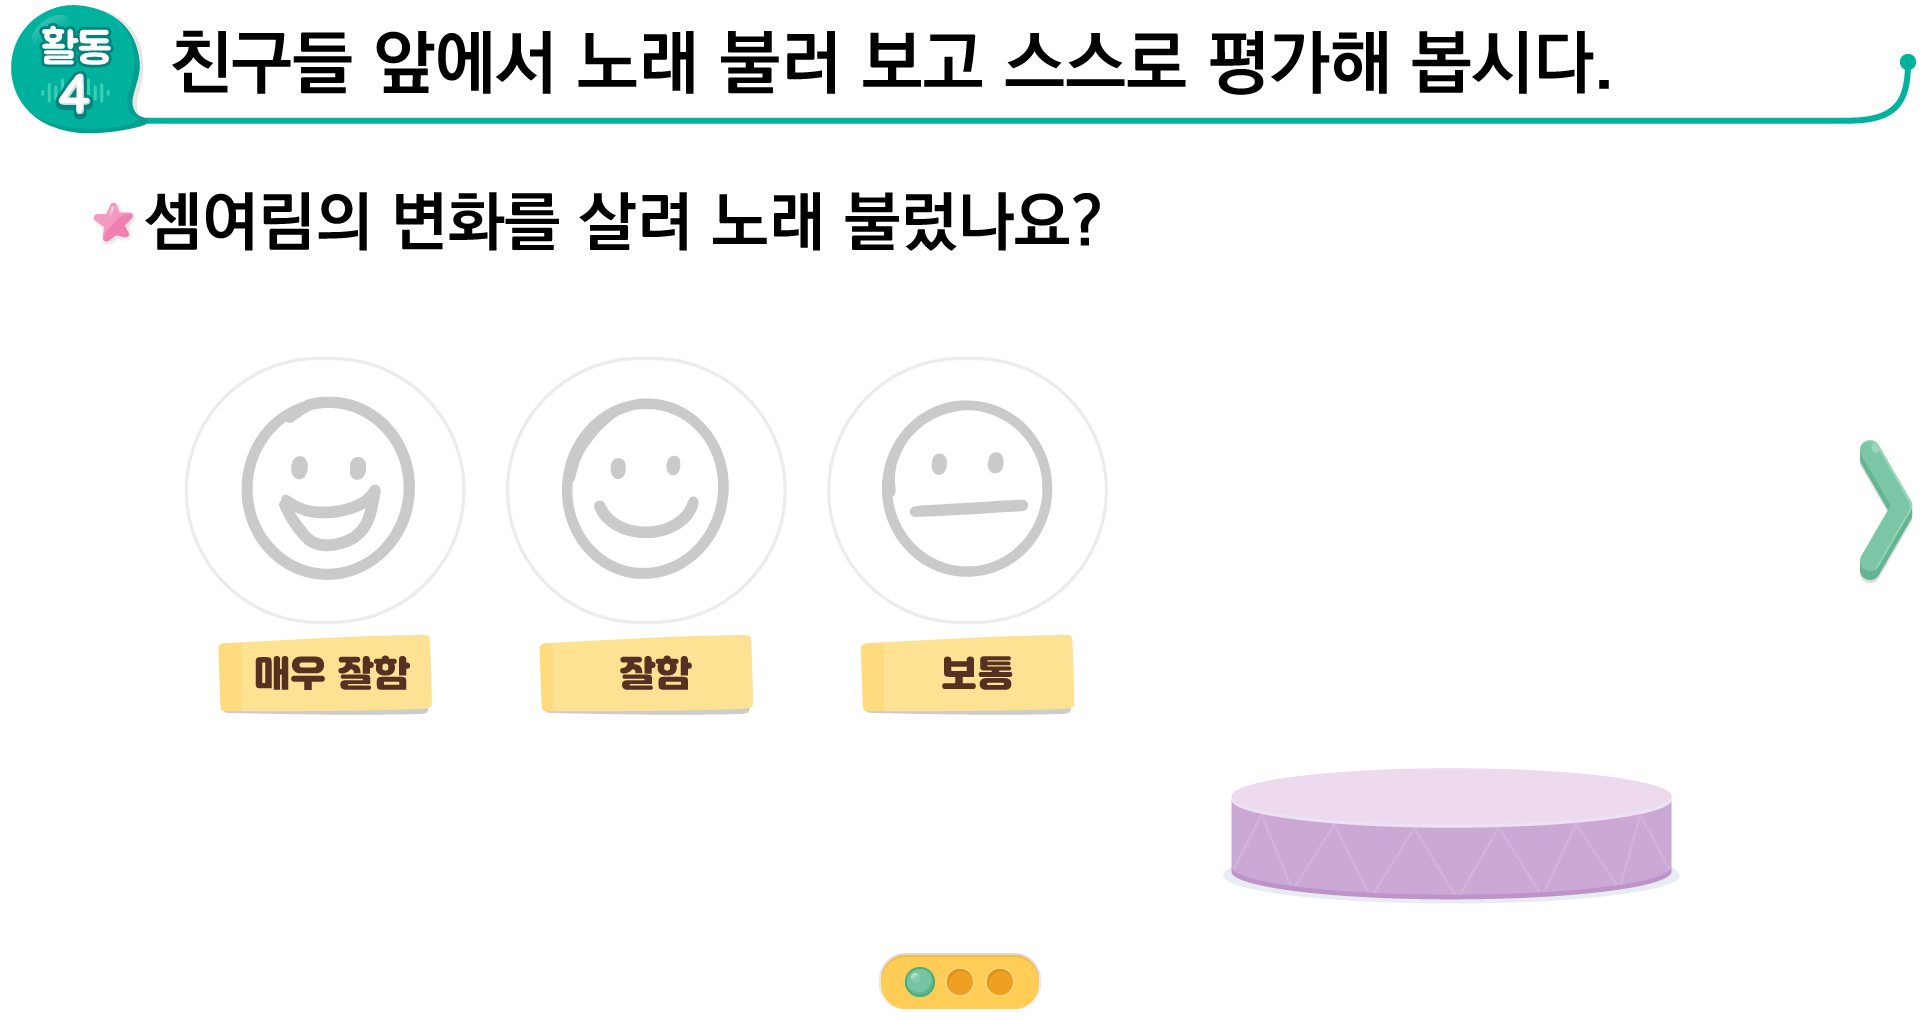 활동
4
친구들 앞에서 노래 불러 보고 스스로 평가해 봅시다.
셈여림의 변화를 살려 노래 불렀나요?
매우 잘함
잘함
보통